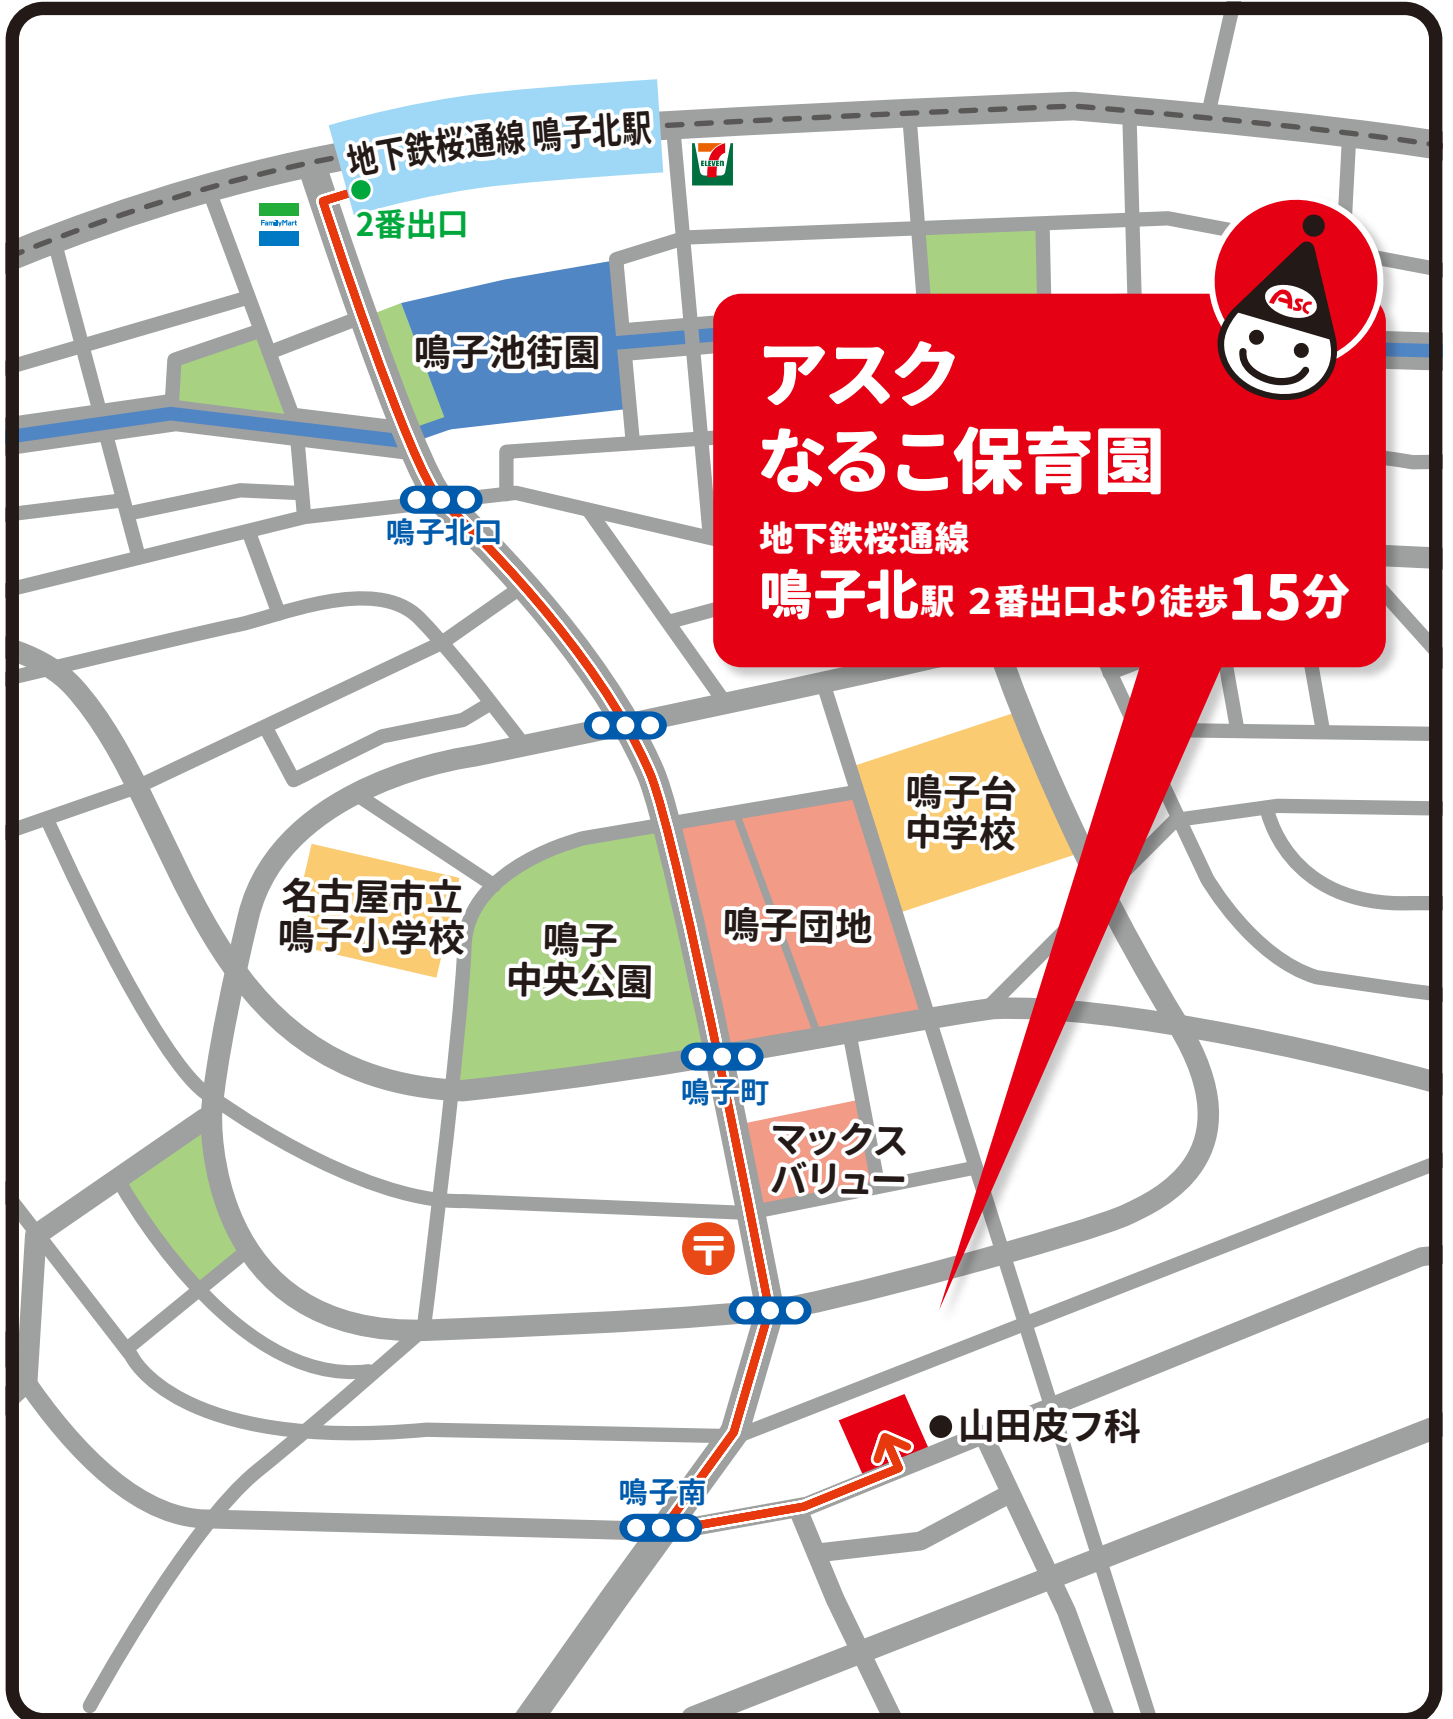 地下鉄桜通線 鳴子北駅
2番出口
FamilyMart
7
ELEVEN
鳴子池街園
鳴子北口
アスク
なるこ保育園
地下鉄桜通線
鳴子北駅 2番出口より徒歩15分
ASC
鳴子台
中学校
名古屋市立
鳴子小学校
鳴子
中央公園
鳴子団地
鳴子町
マックス
バリュー
〒
山田皮フ科
鳴子南